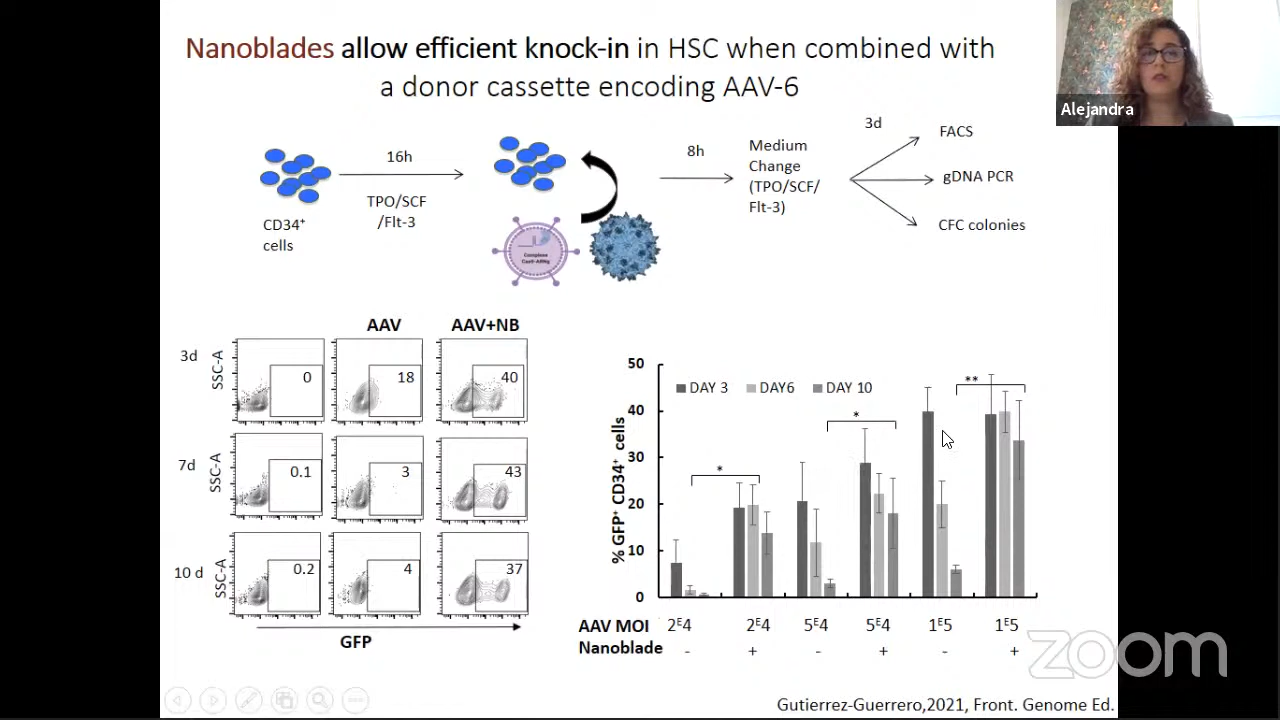 Nanoblades allow efficient knock-in in HSC when combined with
a donor cassette encoding AAV-6
Alejandra
CD34+
cells
16h
TPO/SCF
/Flt-3
Complexe
Cas9-ARNg
8h
Medium
Change
(TPO/SCF/
Flt-3)
3d
FACS
gDNA PCR
CFC colonies
AAV
AAV+NB
3d
SSC-A
0
18
40
7d
SSC-A
0.1
3
43
10 d
SSC-A
0.2
4
37
GFP
% GFP+ CD34+ cells
50
40
30
20
10
0
DAY 3
DAY6
DAY 10
*
*
**
AAV MOI 2E4 2E4 5E4 5E4 1E5 1E5
Nanoblade - + - + - +
zoom
Gutierrez-Guerrero,2021, Front. Genome Ed.